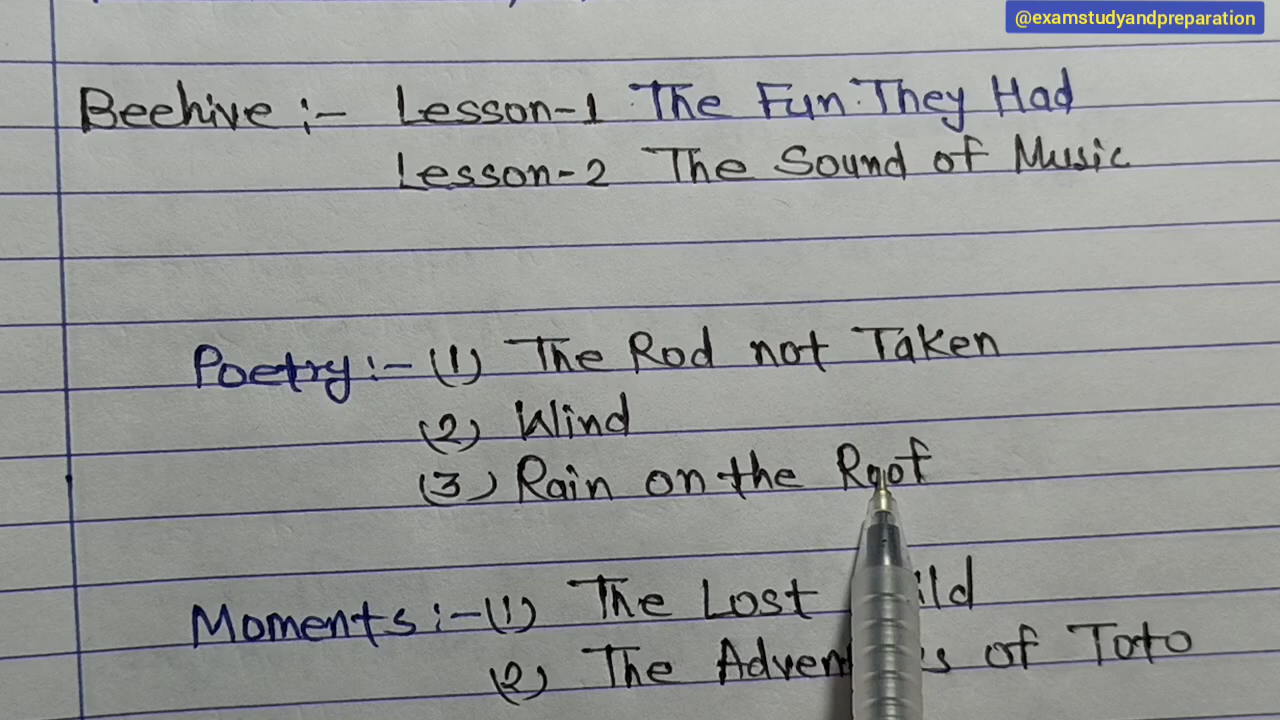 @examstudyandpreparation
Beehive :- Lesson-1 The Fun They Had
Lesson-2 The Sound of Music
Poetry :- (1) The Rod not Taken
(2) Wind
(3) Rain on the Roof
Moments :- (1) The Lost
(2) The of Toto